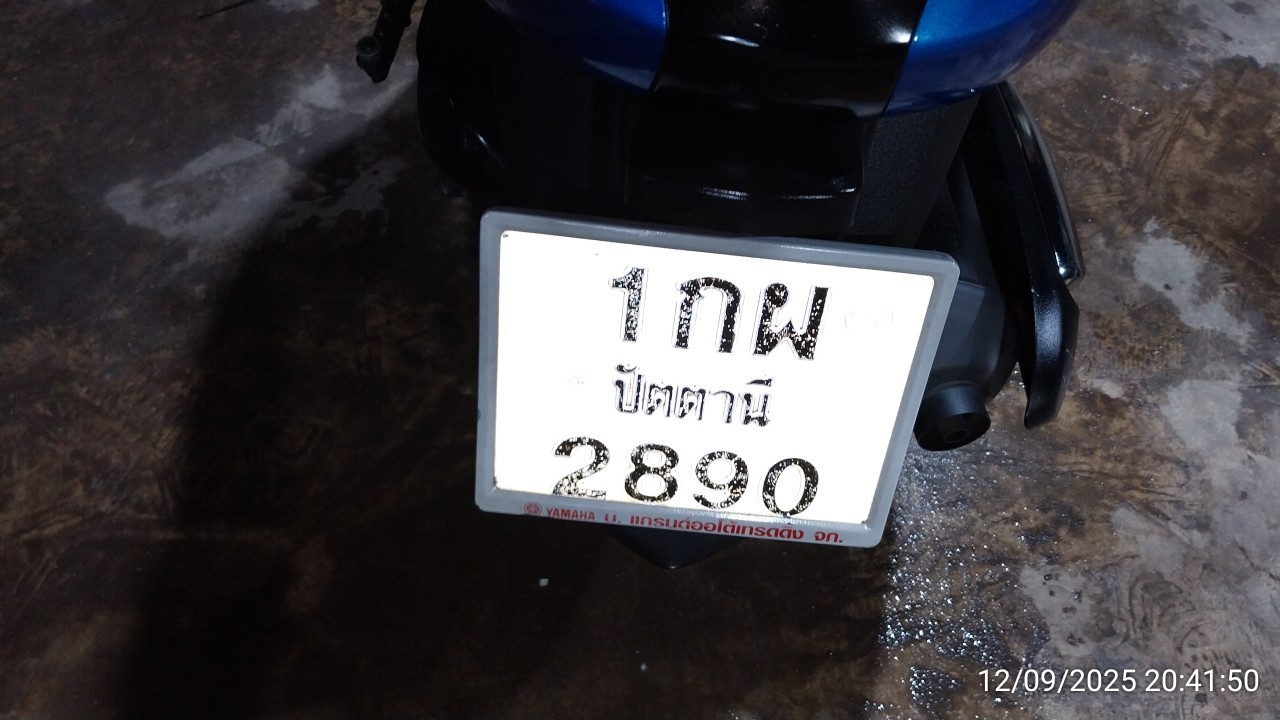 1กผ
ปัตตานี
2890
YAMAHA บ. แกรนด์ออโต้เทรดดิ้ง จก.
12/09/2025 20:41:50